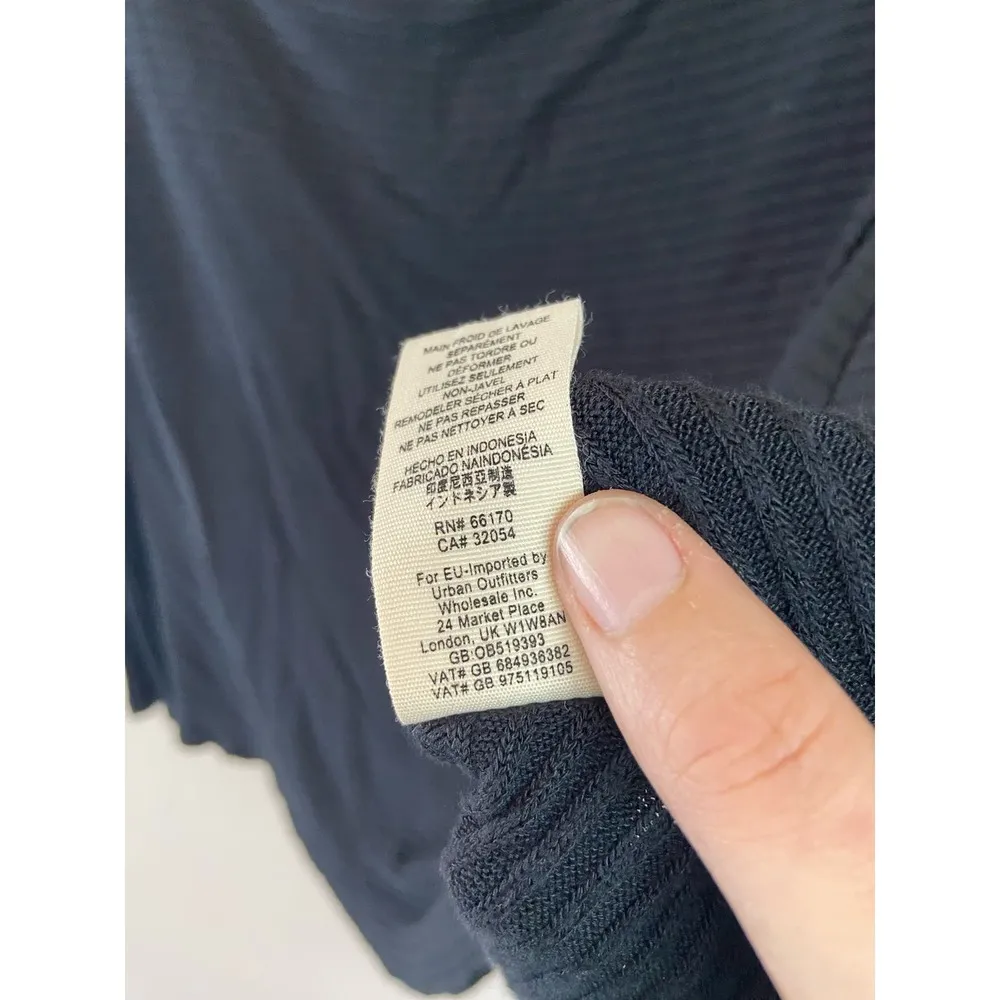 MAIN FROID DE LAVAGE
SÉPARÉMENT
NE PAS TORDRE OU
DÉFORMER
UTILISEZ SEULEMENT
NON-JAVEL
REMODELER SÉCHER À PLAT
NE PAS REPASSER
NE PAS NETTOYER À SEC
HECHO EN INDONESIA
FABRICADO NAINDONÉSIA
印度尼西亞制造
インドネシア製
RN# 66170
CA# 32054
For EU-Imported by
Urban Outfitters
Wholesale Inc.
24 Market Place
London, UK W1W8AN
GB OB519393
VAT# GB 684936382
VAT# GB 975119105